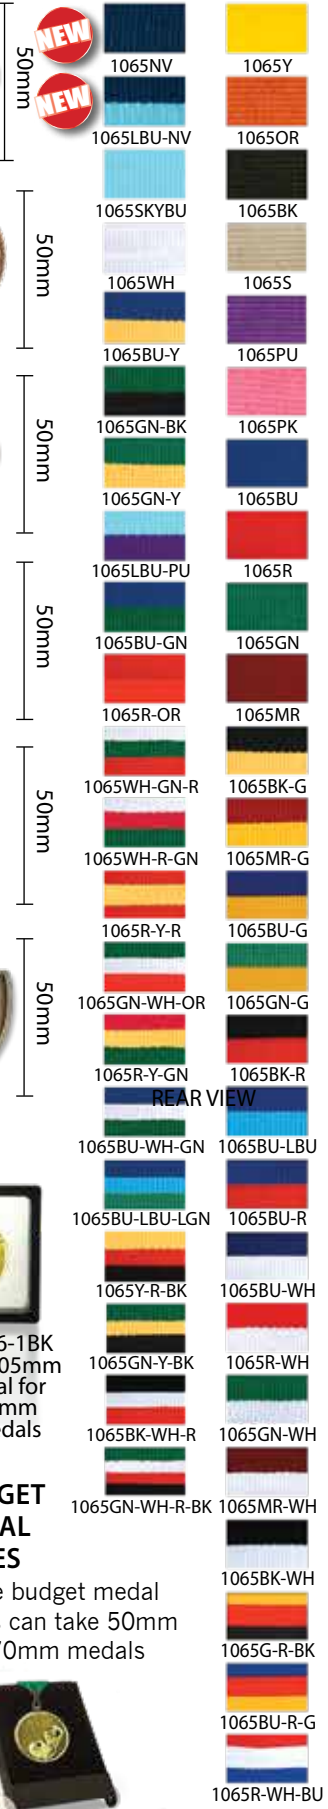 50mm
NEW
1065NV
1065Y
NEW
1065LBU-NV
1065OR
1065SKYBU
1065BK
50mm
1065WH
1065S
1065BU-Y
1065PU
50mm
1065GN-BK
1065PK
1065GN-Y
1065BU
1065LBU-PU
1065R
50mm
1065BU-GN
1065GN
1065R-OR
1065MR
50mm
1065WH-GN-R
1065BK-G
1065WH-R-GN
1065MR-G
1065R-Y-R
1065BU-G
50mm
1065GN-WH-OR
1065GN-G
1065R-Y-GN
1065BK-R
REAR VIEW
1065BU-WH-GN
1065BU-LBU
1065BU-LBU-LGN
1065BU-R
1065Y-R-BK
1065BU-WH
1065GN-Y-BK
1065R-WH
1065BK-WH-R
1065GN-WH
1065GN-WH-R-BK
1065MR-WH
1065BK-WH
1065G-R-BK
1065BU-R-G
1065R-WH-BU
6-1BK
05mm
al for
mm
dals
GET
AL
ES
e budget medal
s can take 50mm
70mm medals